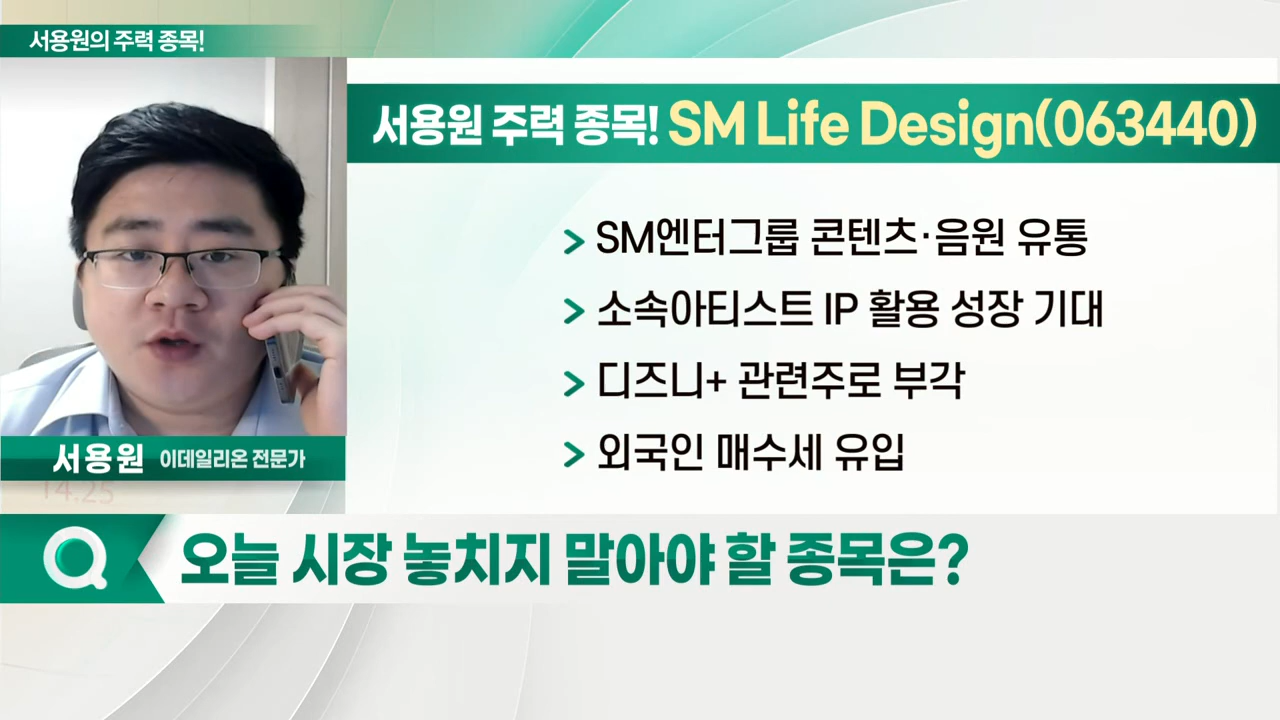 서용원의 주력 종목!
서용원 주력 종목! SM Life Design(063440)
SM엔터그룹 콘텐츠·음원 유통
소속아티스트 IP 활용 성장 기대
디즈니+ 관련주로 부각
외국인 매수세 유입
서용원 이데일리온 전문가
14:25
오늘 시장 놓치지 말아야 할 종목은?